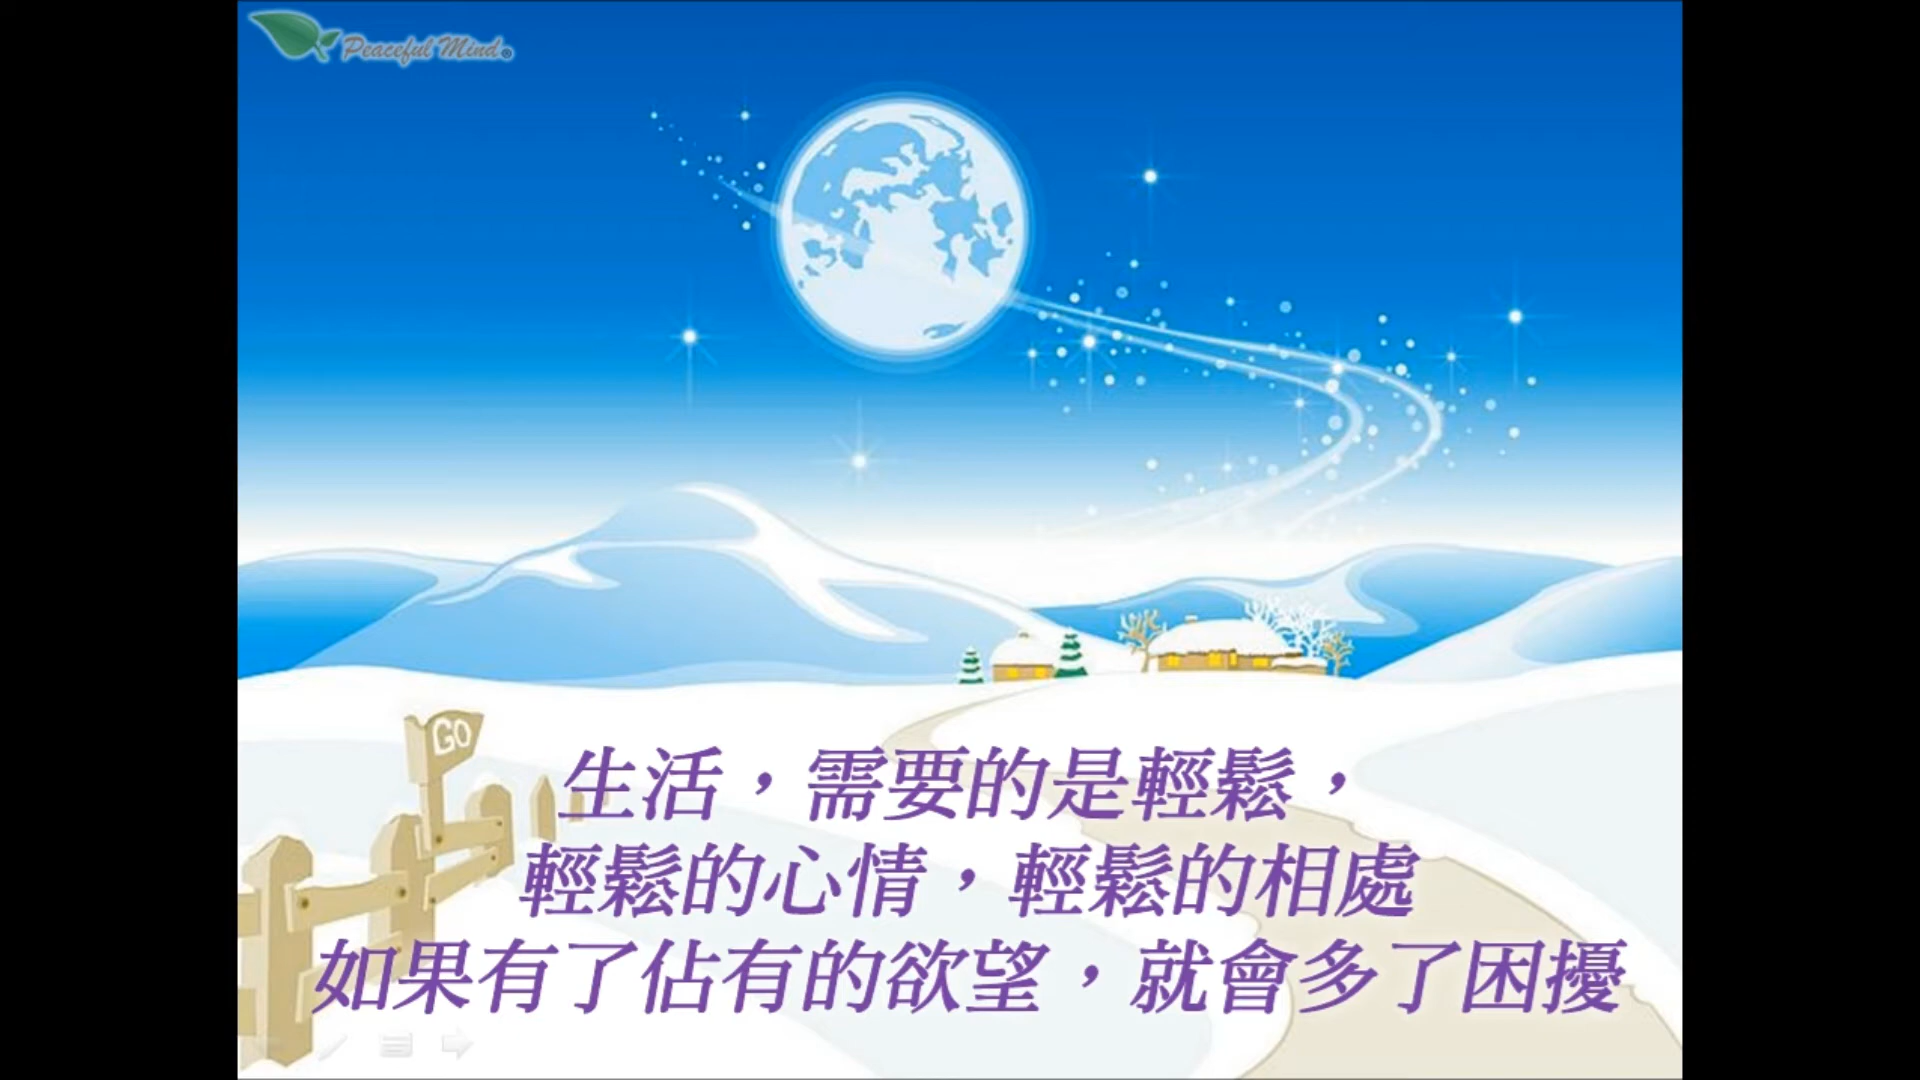 Peaceful Mind®
GO
生活，需要的是輕鬆，
輕鬆的心情，輕鬆的相處
如果有了佔有的欲望，就會多了困擾